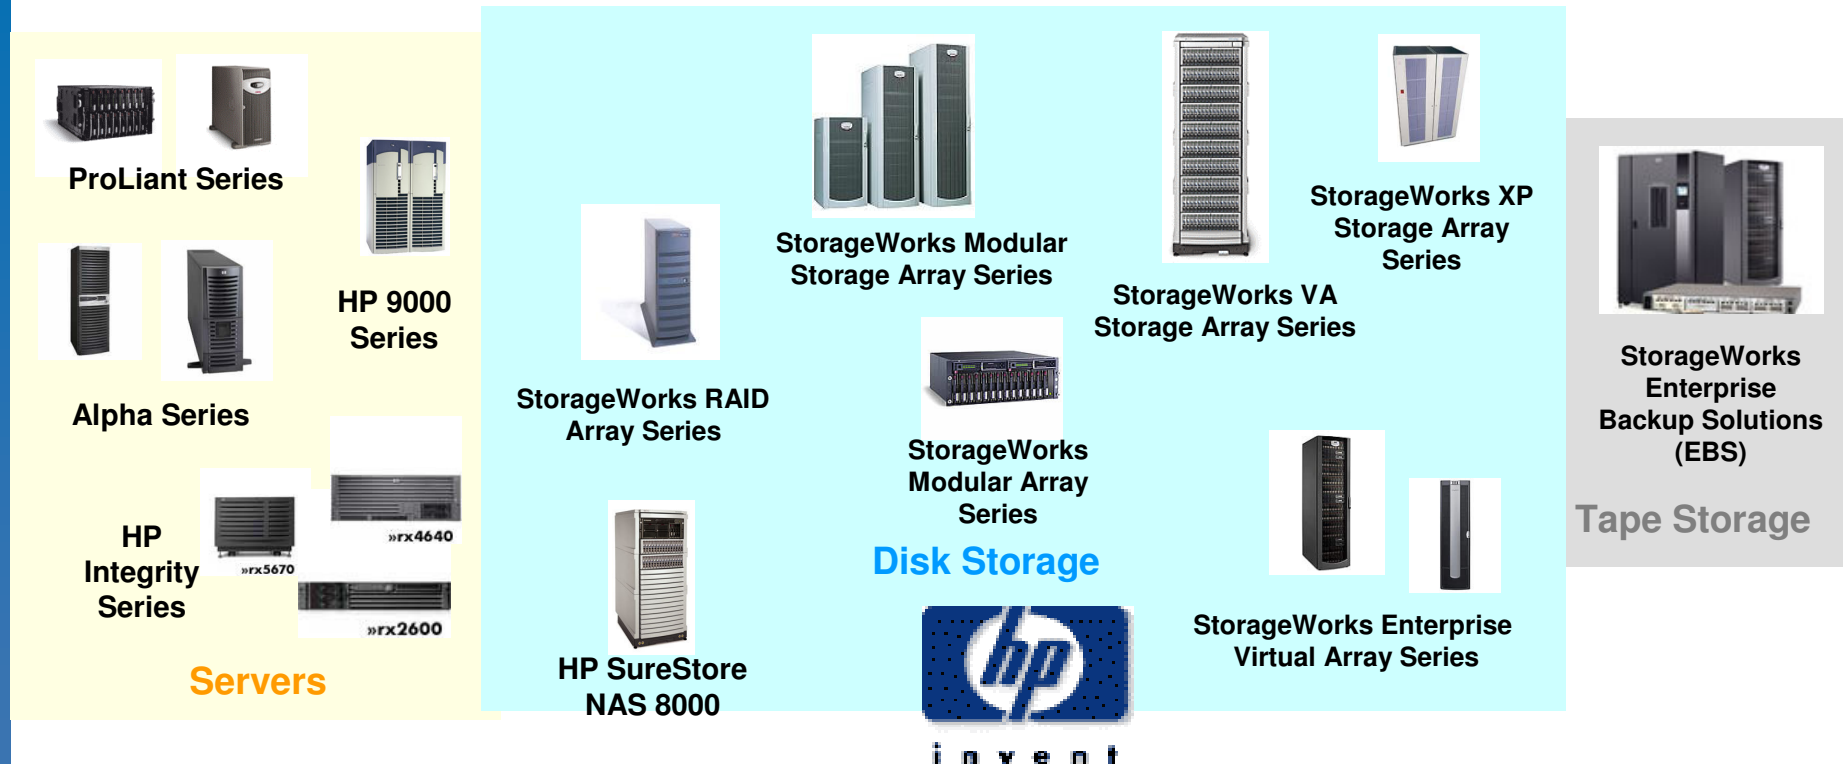 ProLiant Series
HP 9000
Series
Alpha Series
»rx4640
»rx5670
HP
Integrity
Series
»rx2600
Servers
StorageWorks Modular
Storage Array Series
StorageWorks XP
Storage Array
Series
StorageWorks VA
Storage Array Series
StorageWorks RAID
Array Series
StorageWorks
Modular Array
Series
Disk Storage
HP SureStore
NAS 8000
StorageWorks Enterprise
Virtual Array Series
hp
invent
StorageWorks
Enterprise
Backup Solutions
(EBS)
Tape Storage